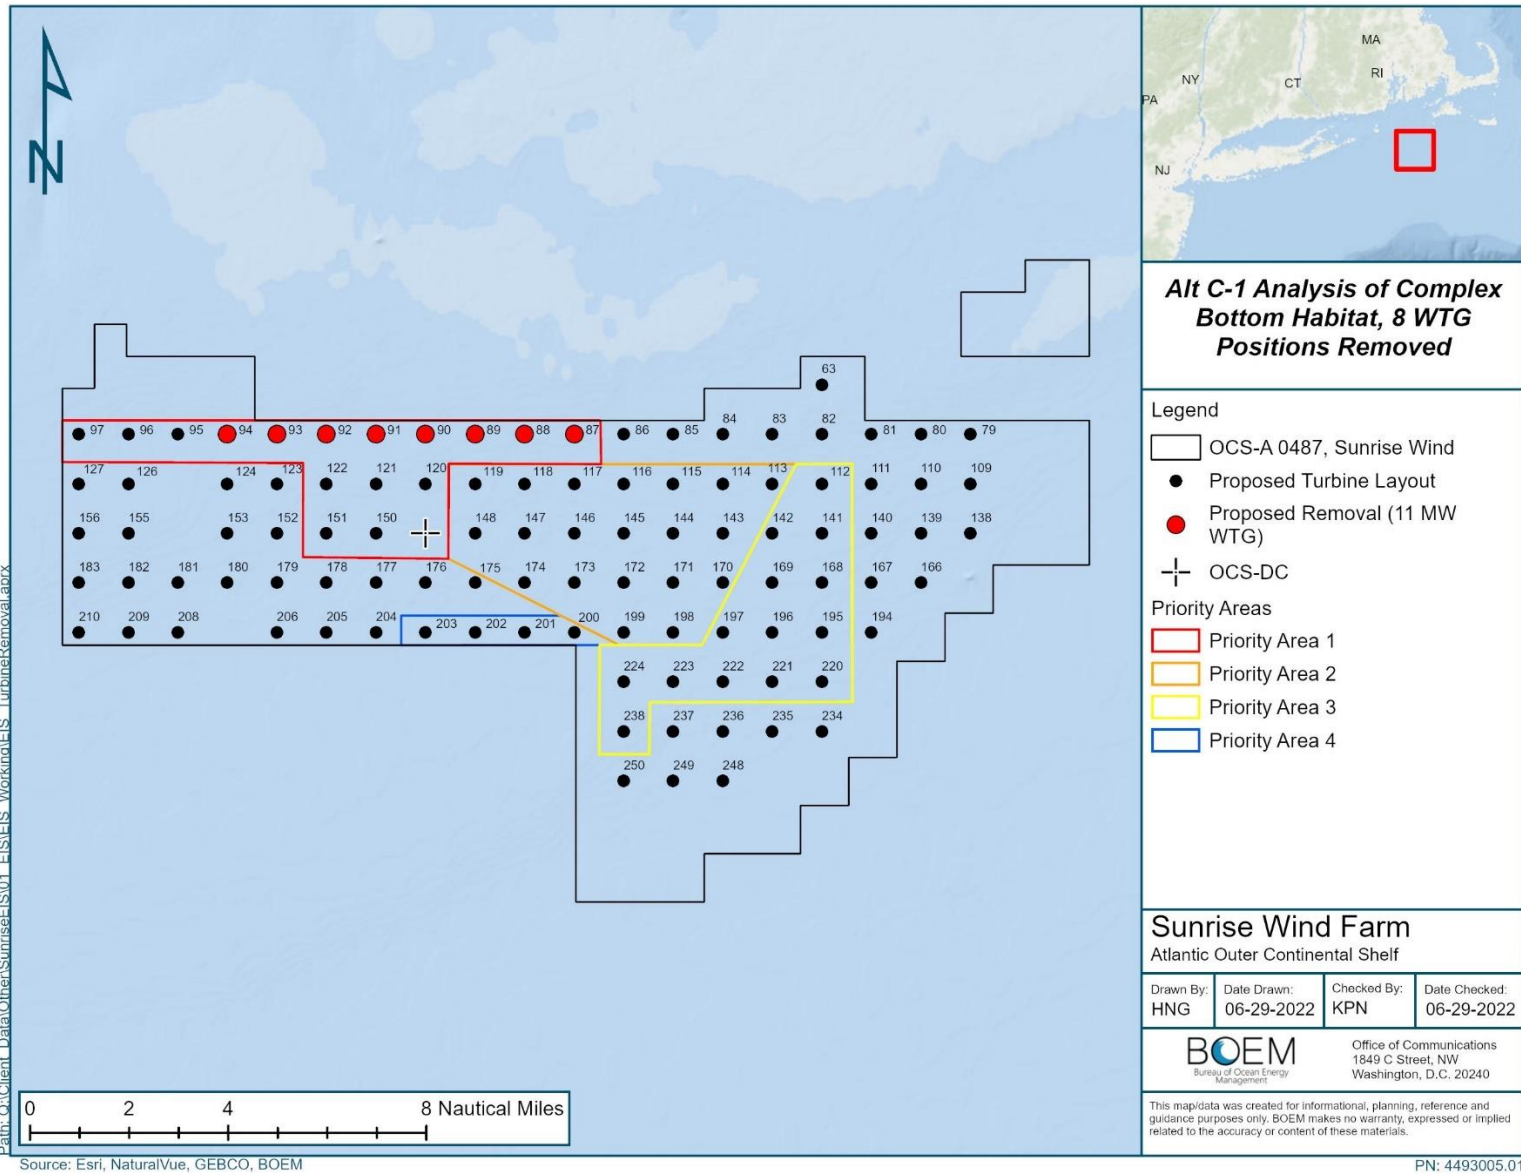 N
63
84 83 82
97 96 95 94 93 92 91 90 89 88 87 86 85 81 80 79
127 126 124 123 122 121 120 119 118 117 116 115 114 113 112 111 110 109
156 155 153 152 151 150 148 147 146 145 144 143 142 141 140 139 138
183 182 181 180 179 178 177 176 175 174 173 172 171 170 169 168 167 166
210 209 208 206 205 204 203 202 201 200 199 198 197 196 195 194
224 223 222 221 220
238 237 236 235 234
250 249 248
0 2 4 8 Nautical Miles
Source: Esri, NaturalVue, GEBCO, BOEM
MA
NY
CT
RI
PA
NJ
Alt C-1 Analysis of Complex
Bottom Habitat, 8 WTG
Positions Removed
Legend
OCS-A 0487, Sunrise Wind
Proposed Turbine Layout
Proposed Removal (11 MW
WTG)
OCS-DC
Priority Areas
Priority Area 1
Priority Area 2
Priority Area 3
Priority Area 4
Sunrise Wind Farm
Atlantic Outer Continental Shelf
Drawn By:
HNG
Date Drawn:
06-29-2022
Checked By:
KPN
Date Checked:
06-29-2022
BOEM
Bureau of Ocean Energy
Management
Office of Communications
1849 C Street, NW
Washington, D.C. 20240
This map/data was created for informational, planning, reference and
guidance purposes only. BOEM makes no warranty, expressed or implied
related to the accuracy or content of these materials.
PN: 4493005.01